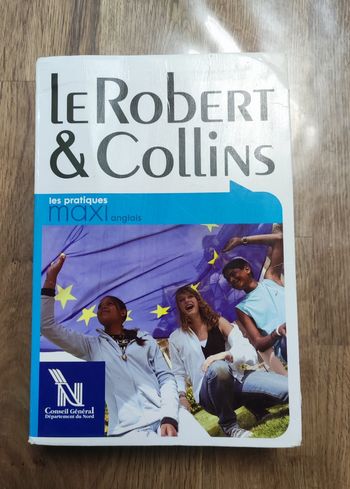 le Robert
& Collins
les pratiques
maxi anglais
Conseil Général
Département du Nord